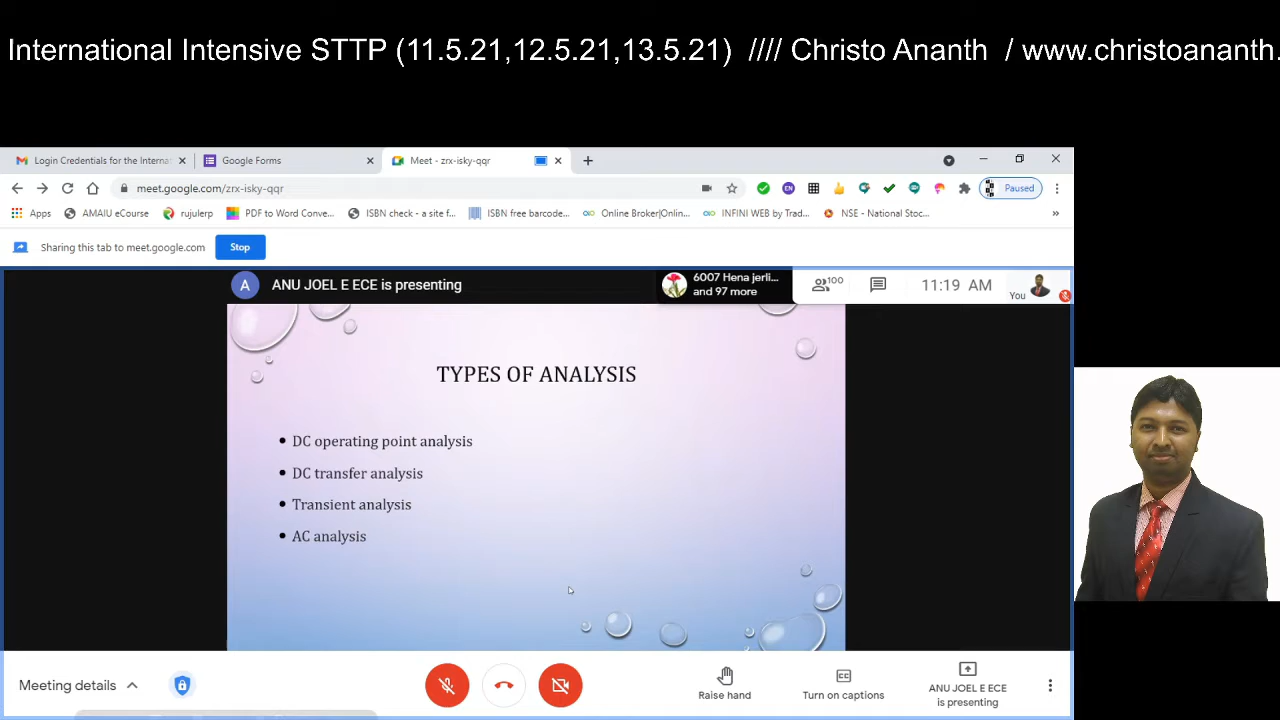 International Intensive STTP (11.5.21,12.5.21,13.5.21) //// Christo Ananth / www.christoananth.
Login Credentials for the Interna
Google Forms
Meet - zrx-isky-qqr
meet.google.com/zrx-isky-qqr
EN
Paused
Apps
AMAIU eCourse
rujulerp
PDF to Word Conve...
ISBN check - a site f...
ISBN free barcode...
Online Broker|Onlin...
INFINI WEB by Trad...
NSE - National Stoc...
Sharing this tab to meet.google.com
Stop
A
ANU JOEL E ECE is presenting
6007 Hena jerli...
and 97 more
100
11:19 AM
You
TYPES OF ANALYSIS
• DC operating point analysis
• DC transfer analysis
• Transient analysis
• AC analysis
Meeting details
Raise hand
CC
Turn on captions
ANU JOEL E ECE
is presenting